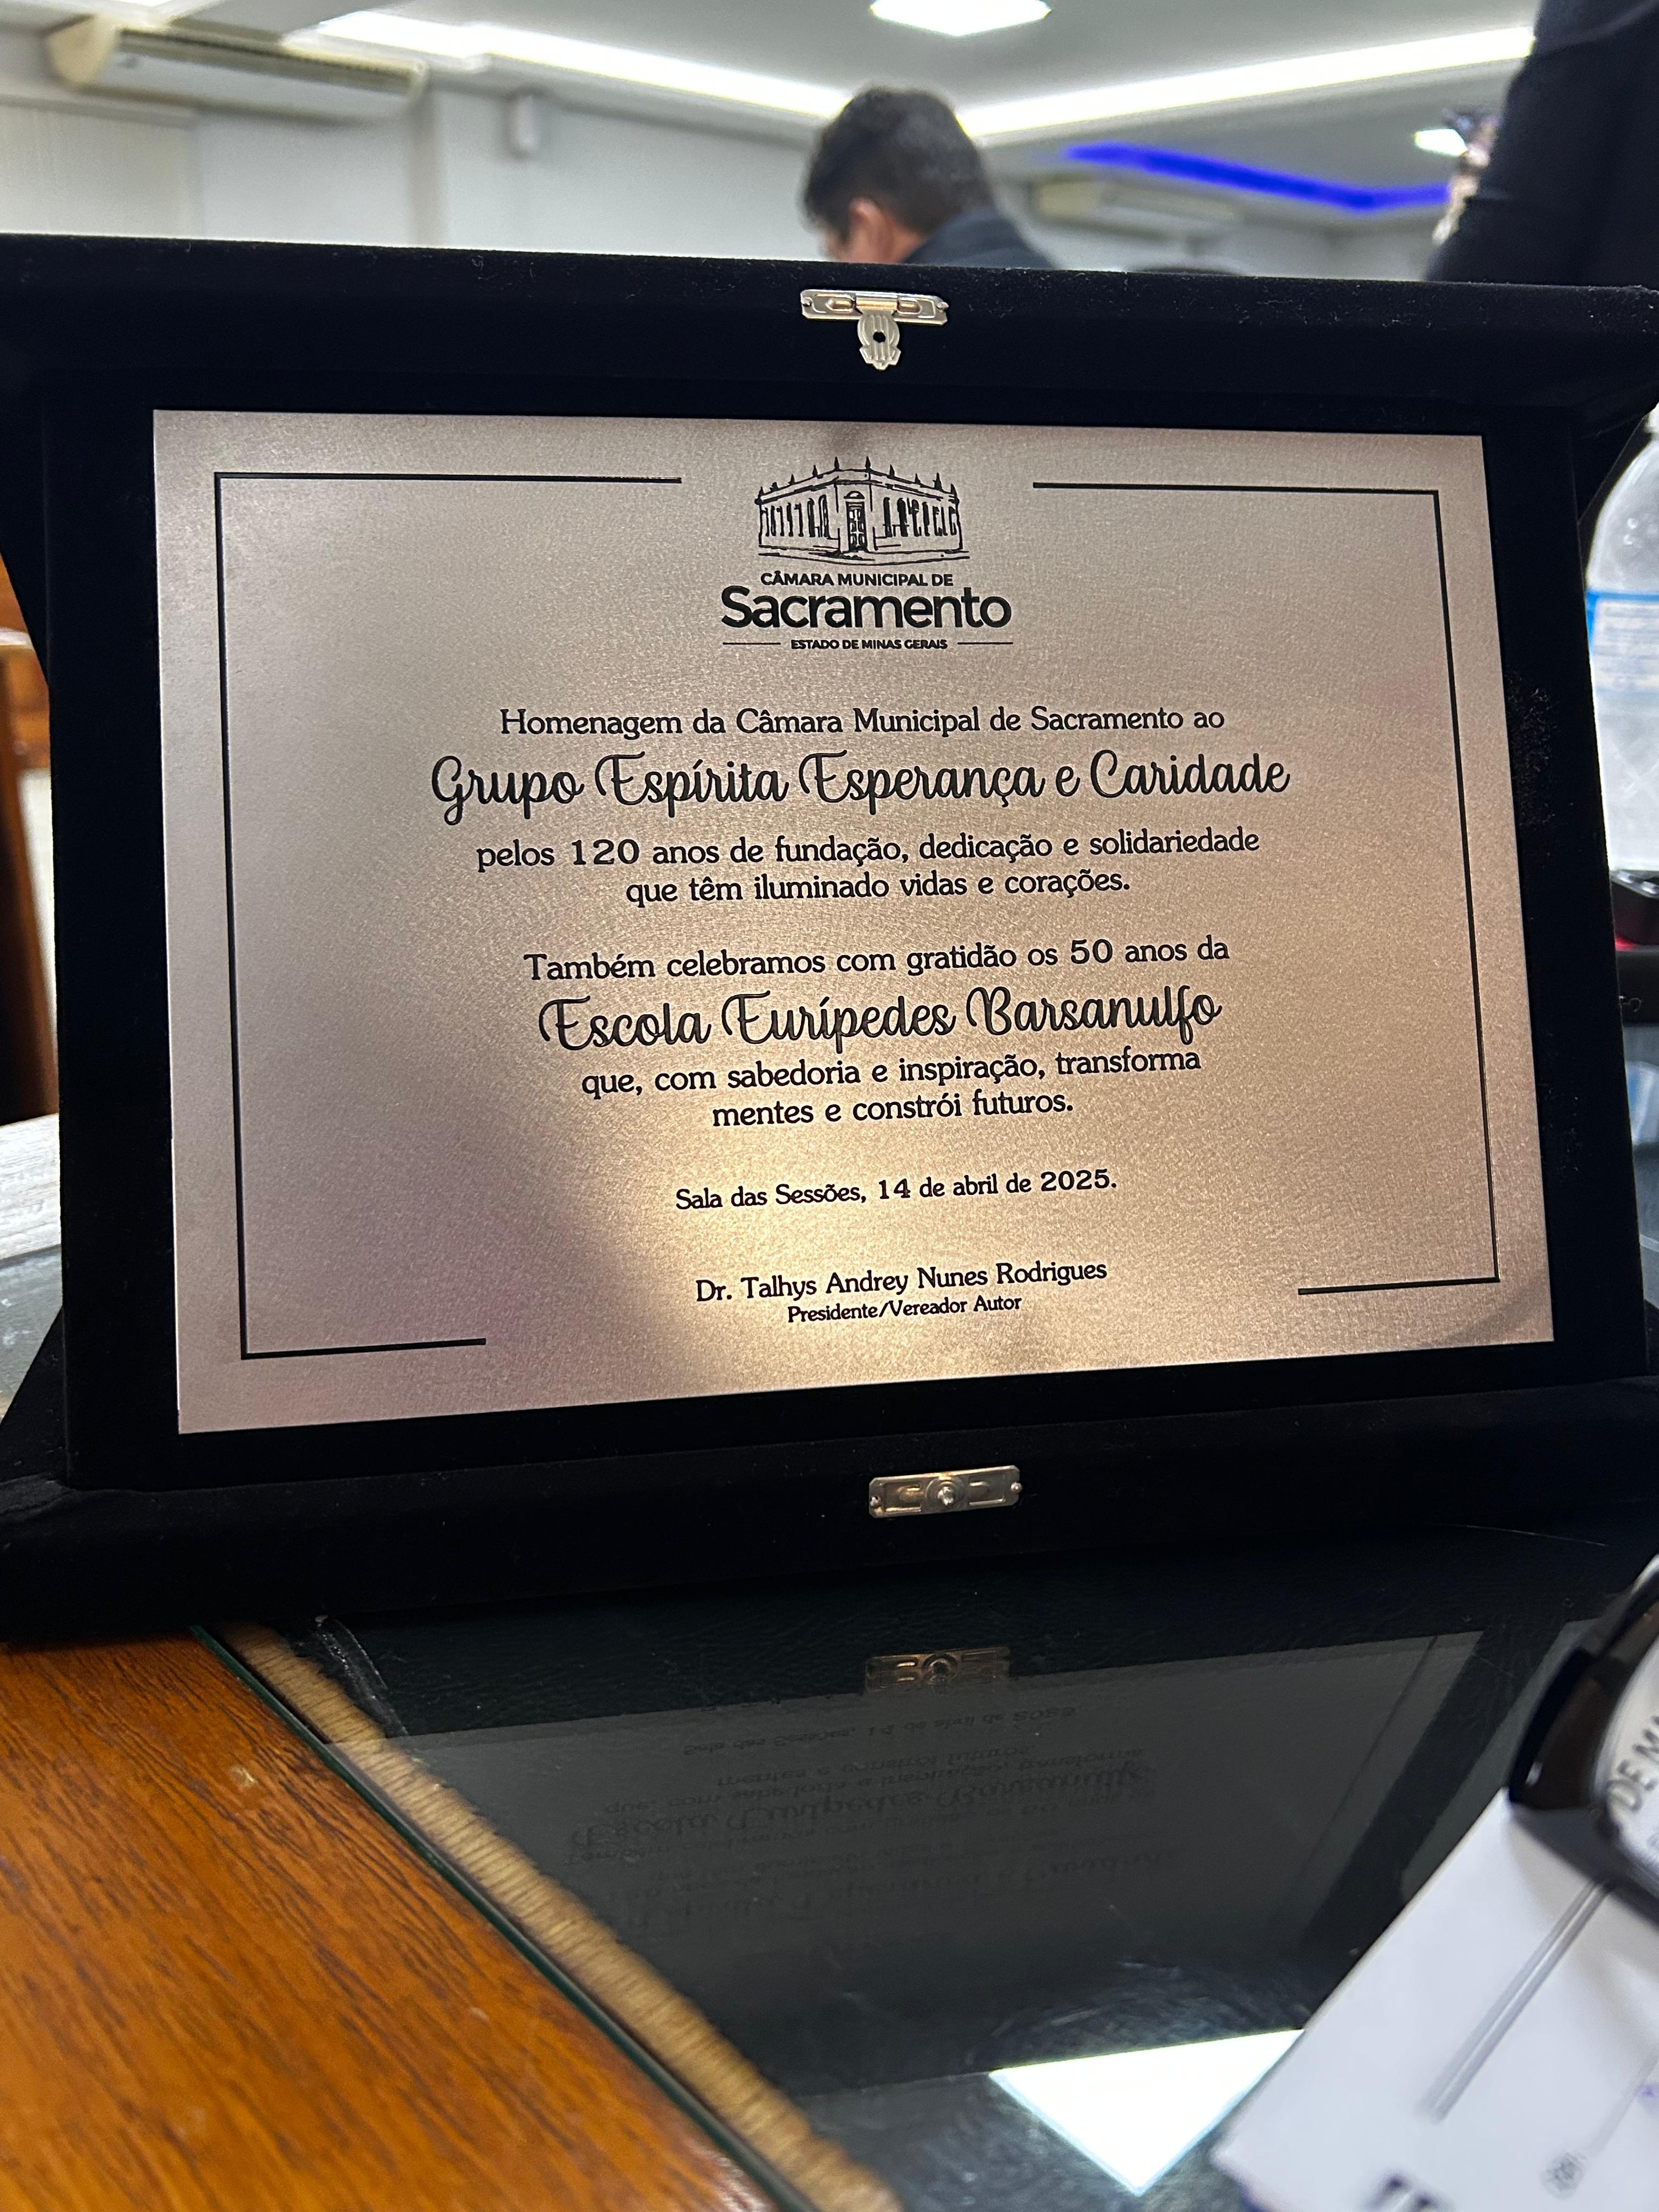 CÂMARA MUNICIPAL DE
Sacramento
ESTADO DE MINAS GERAIS
Homenagem da Câmara Municipal de Sacramento ao
Grupo Espírita Esperança e Caridade
pelos 120 anos de fundação, dedicação e solidariedade
que têm iluminado vidas e corações.
Também celebramos com gratidão os 50 anos da
Escola Eurípedes Barsanulfo
que, com sabedoria e inspiração, transforma
mentes e constrói futuros.
Sala das Sessões, 14 de abril de 2025.
Dr. Talhys Andrey Nunes Rodrigues
Presidente/Vereador Autor